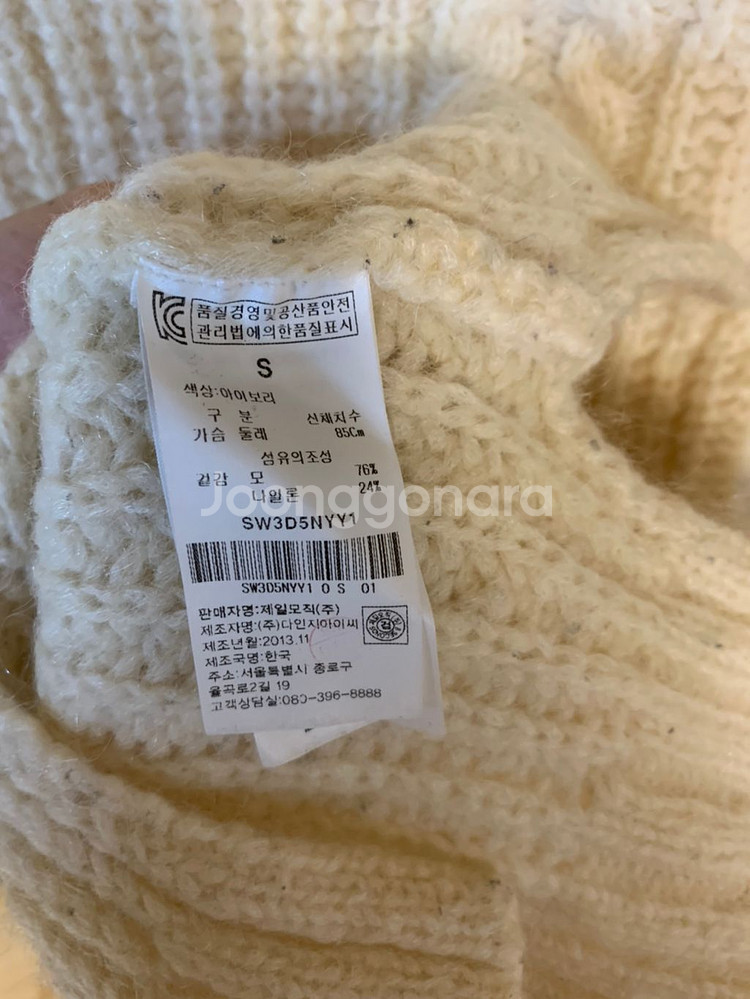 품질경영및공산품안전
관리법에의한품질표시
S
색상:아이보리
구 분 신체치수
가슴 둘레 85Cm
섬유의조성
겉감 모 76%
나일론 24%
Joonggonara
SW3D5NYY1
SW3D5NYY1 0 S 01
판매자명:제일모직(주)
제조자명:(주)다인지아이씨
제조년월:2013.11
제조국명:한국
주소:서울특별시 종로구
율곡로2길 19
고객상담실:080-396-8888